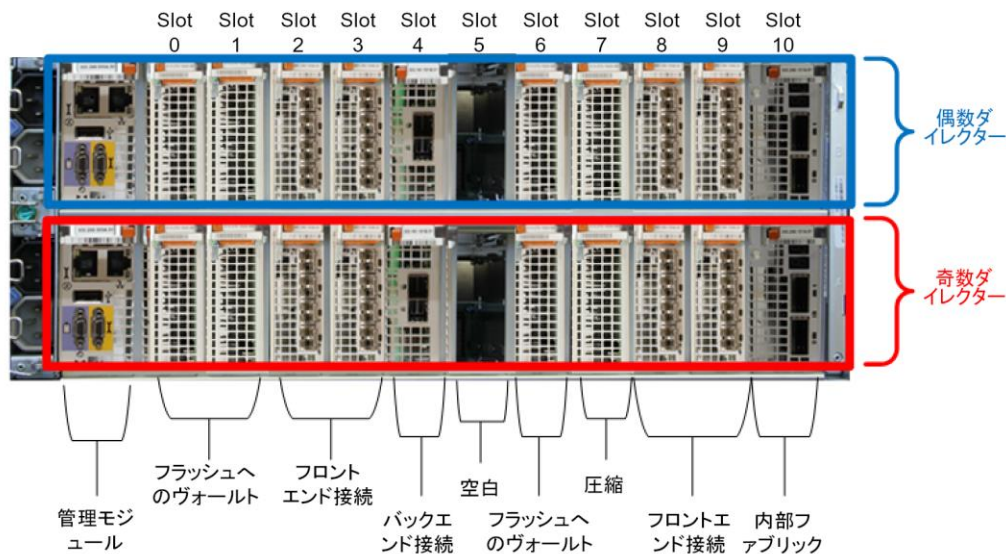 Slot Slot Slot Slot Slot Slot Slot Slot Slot Slot Slot
0 1 2 3 4 5 6 7 8 9 10
偶数ダ
イレクター
奇数ダ
イレクター
フラッシュへ
のヴォールト
フロント
エンド接続
空白
圧縮
管理モジ
ュール
バックエ
ンド接続
フラッシュへ
のヴォールト
フロントエ
ンド接続
内部フ
ァブリック